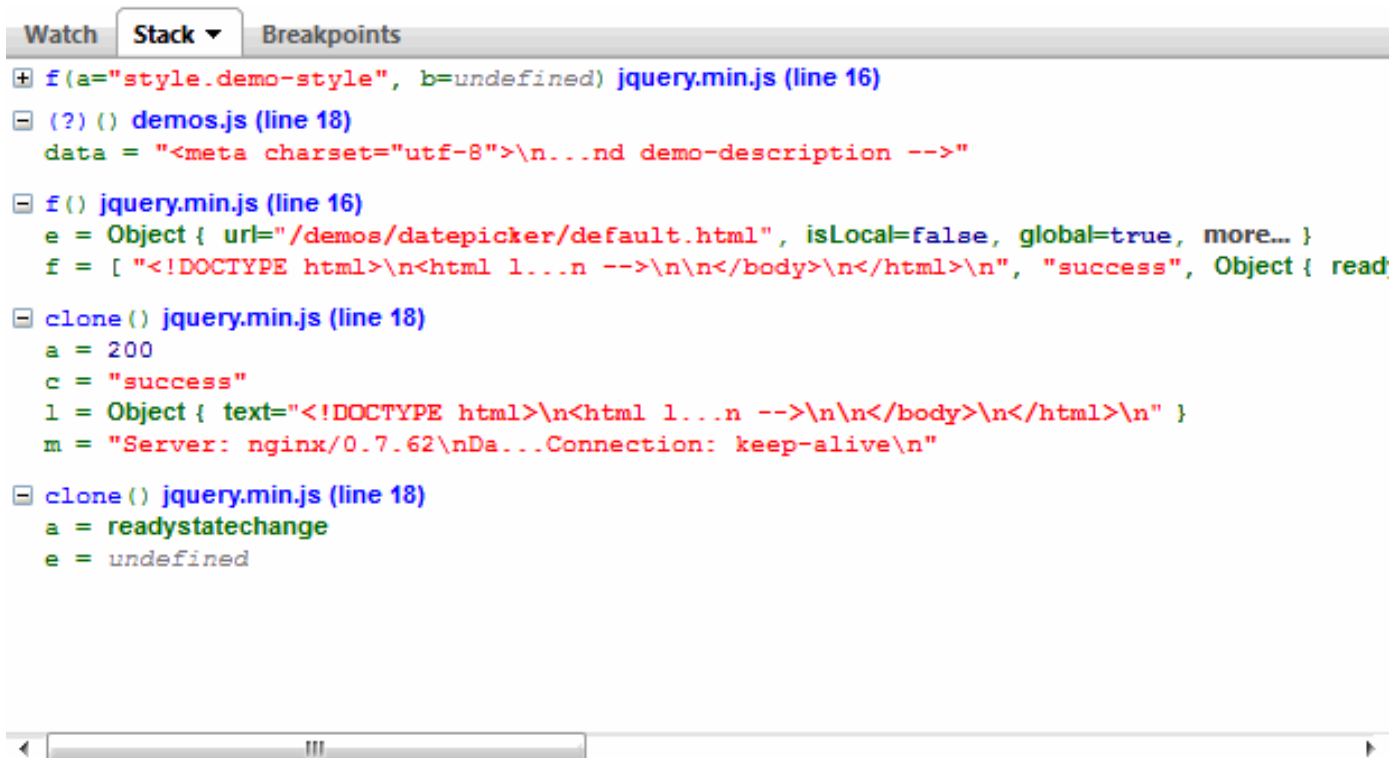 Watch Stack ▼ Breakpoints
f(a="style.demo-style", b=undefined) jquery.min.js (line 16)
(?)() demos.js (line 18)
data = "<meta charset="utf-8">\n...nd demo-description -->"
f() jquery.min.js (line 16)
e = Object { url="/demos/datepicker/default.html", isLocal=false, global=true, more... }
f = [ "<!DOCTYPE html>\n<html l...n -->\n\n</body>\n</html>\n", "success", Object { ready
clone() jquery.min.js (line 18)
a = 200
c = "success"
l = Object { text="<!DOCTYPE html>\n<html l...n -->\n\n</body>\n</html>\n" }
m = "Server: nginx/0.7.62\nDa...Connection: keep-alive\n"
clone() jquery.min.js (line 18)
a = readystatechange
e = undefined